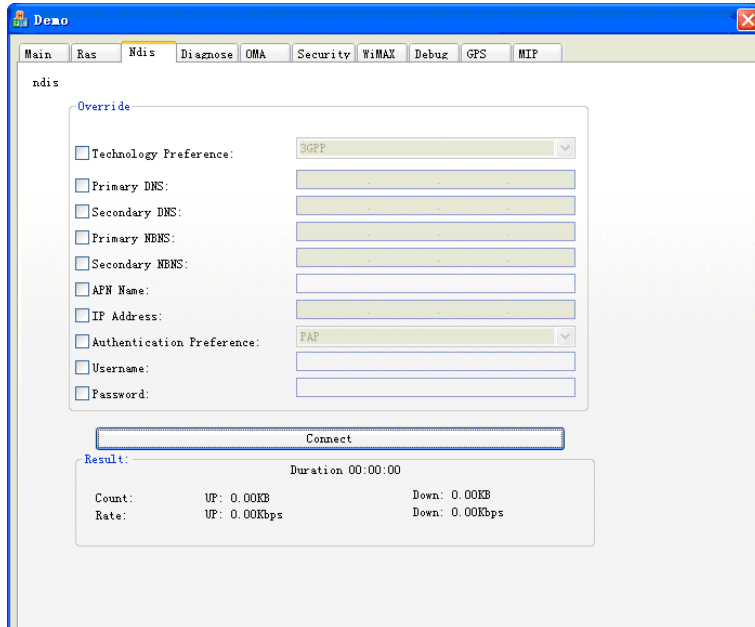 Demo
Main Ras Ndis Diagnose OMA Security WiMAX Debug GPS MIP
ndis
Override
Technology Preference: 3GPP
Primary DNS: . . .
Secondary DNS: . . .
Primary NBNS: . . .
Secondary NBNS: . . .
APN Name:
IP Address: . . .
Authentication Preference: PAP
Username:
Password:
Connect
Result:
Duration 00:00:00
Count: UP: 0.00KB Down: 0.00KB
Rate: UP: 0.00Kbps Down: 0.00Kbps